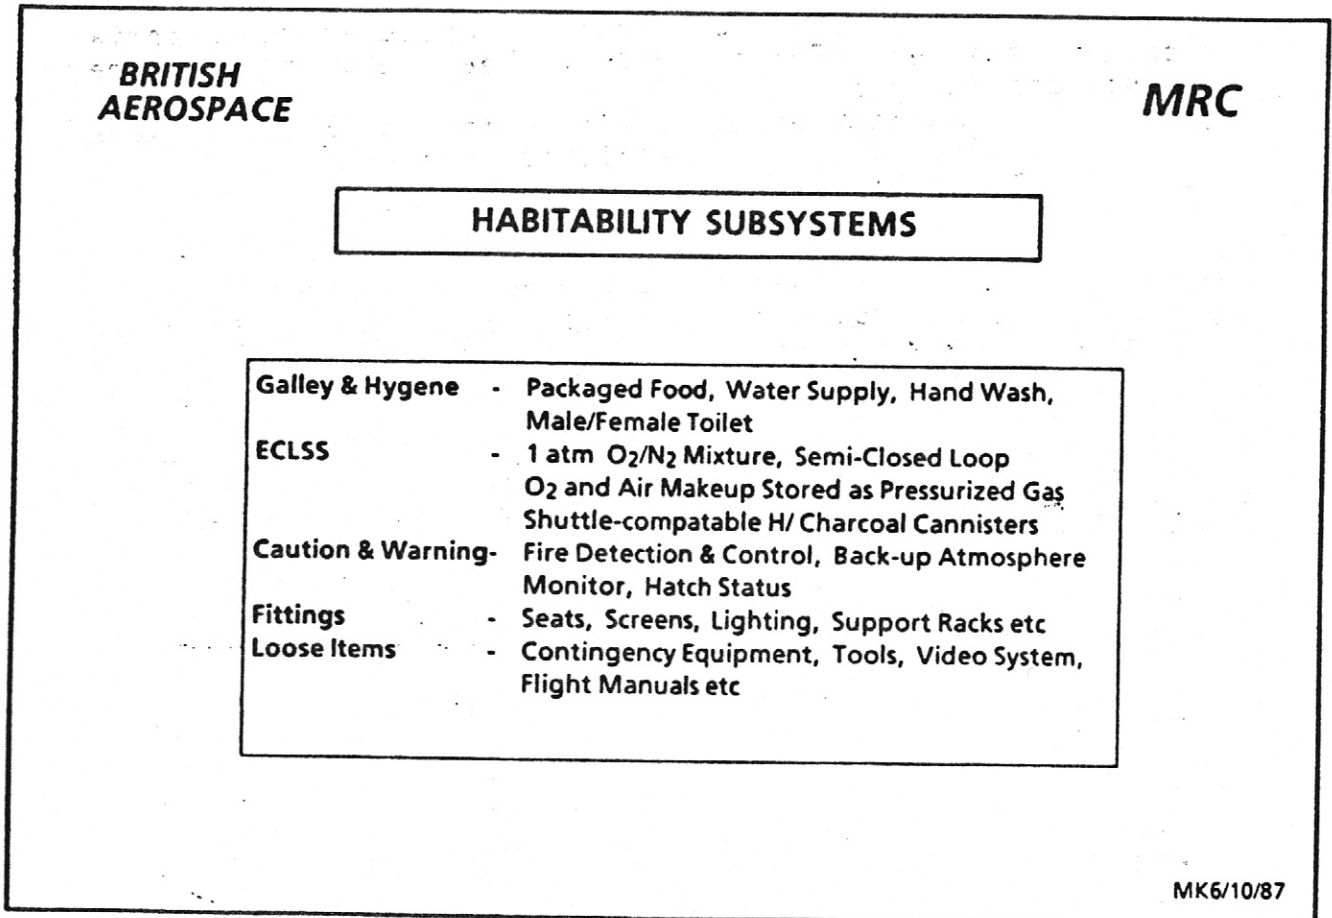 BRITISH
AEROSPACE
MRC
HABITABILITY SUBSYSTEMS
Galley & Hygene - Packaged Food, Water Supply, Hand Wash,
Male/Female Toilet
ECLSS - 1 atm O2/N2 Mixture, Semi-Closed Loop
O2 and Air Makeup Stored as Pressurized Gas
Shuttle-compatable H/ Charcoal Cannisters
Caution & Warning- Fire Detection & Control, Back-up Atmosphere
Monitor, Hatch Status
Fittings - Seats, Screens, Lighting, Support Racks etc
Loose Items - Contingency Equipment, Tools, Video System,
Flight Manuals etc
MK6/10/87